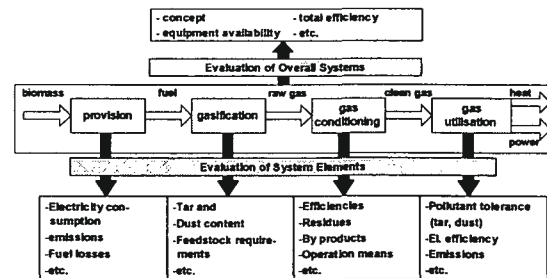 - concept - total efficiency
- equipment availability - etc.
Evaluation of Overall Systems
biomass fuel raw gas clean gas heat
provision gasification gas conditioning gas utilisation
power
Evaluation of System Elements
-Electricity con-
sumption
-emissions
-Fuel losses
-etc.
-Tar and
-Dust content
-Feedstock require-
ments
-etc.
-Efficiencies
-Residues
-By products
-Operation means
-etc.
-Pollutant tolerance
(tar, dust)
-El. efficiency
-Emissions
-etc.